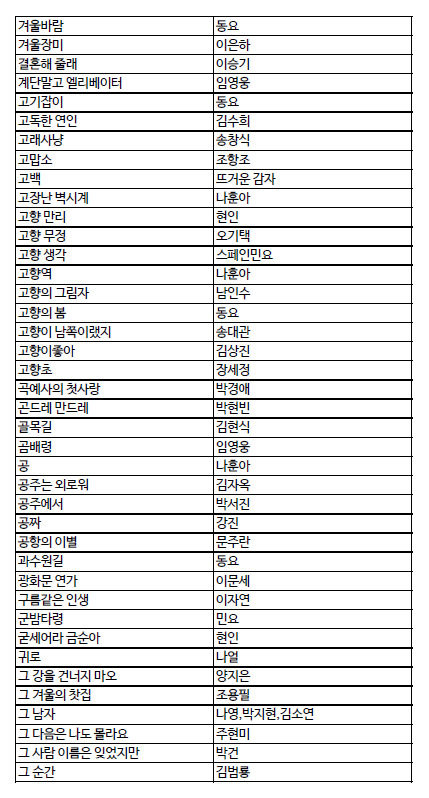 겨울바람 동요
겨울장미 이은하
결혼해 줄래 이승기
계단말고 엘리베이터 임영웅
고기잡이 동요
고독한 연인 김수희
고래사냥 송창식
고맙소 조항조
고백 뜨거운 감자
고장난 벽시계 나훈아
고향 만리 현인
고향 무정 오기택
고향 생각 스페인민요
고향역 나훈아
고향의 그림자 남인수
고향의 봄 동요
고향이 남쪽이랬지 송대관
고향이좋아 김상진
고향초 장세정
곡예사의 첫사랑 박경애
곤드레 만드레 박현빈
골목길 김현식
곰배령 임영웅
공 나훈아
공주는 외로워 김자옥
공주에서 박서진
공짜 강진
공항의 이별 문주란
과수원길 동요
광화문 연가 이문세
구름같은 인생 이자연
군밤타령 민요
굳세어라 금순아 현인
귀로 나얼
그 강을 건너지 마오 양지은
그 겨울의 찻집 조용필
그 남자 나영,박지현,김소연
그 다음은 나도 몰라요 주현미
그 사람 이름은 잊었지만 박건
그 순간 김범룡